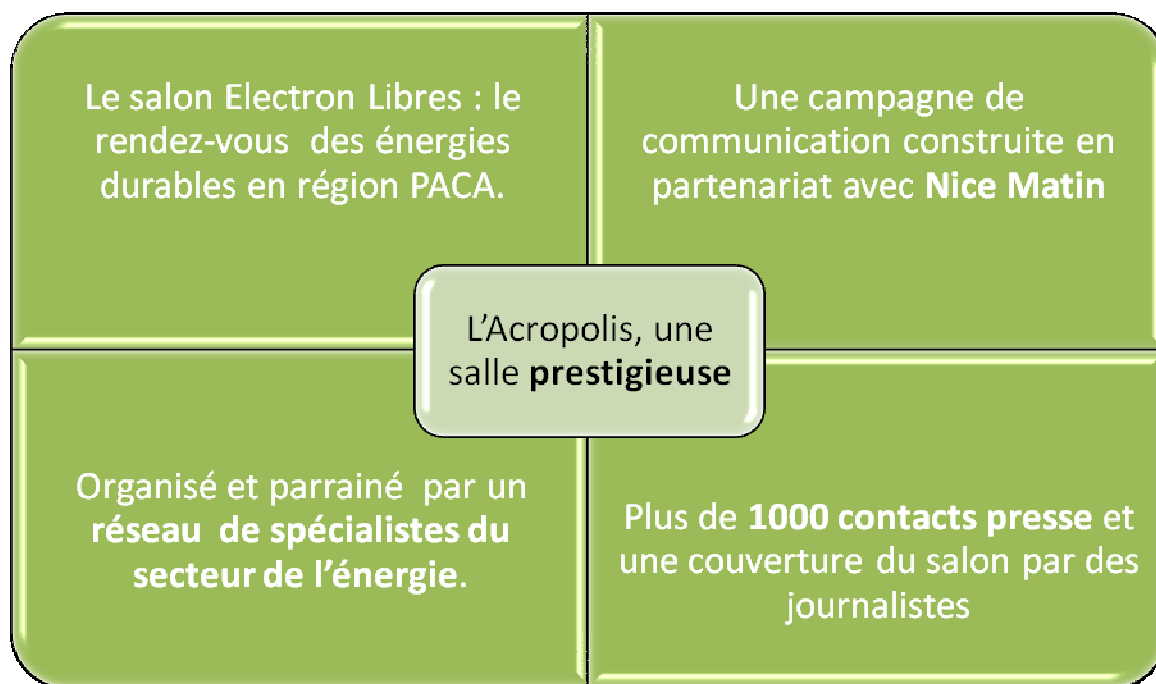 Le salon Electron Libres : le
rendez-vous des énergies
durables en région PACA.
Une campagne de
communication construite en
partenariat avec Nice Matin
L’Acropolis, une
salle prestigieuse
Organisé et parrainé par un
réseau de spécialistes du
secteur de l’énergie.
Plus de 1000 contacts presse et
une couverture du salon par des
journalistes